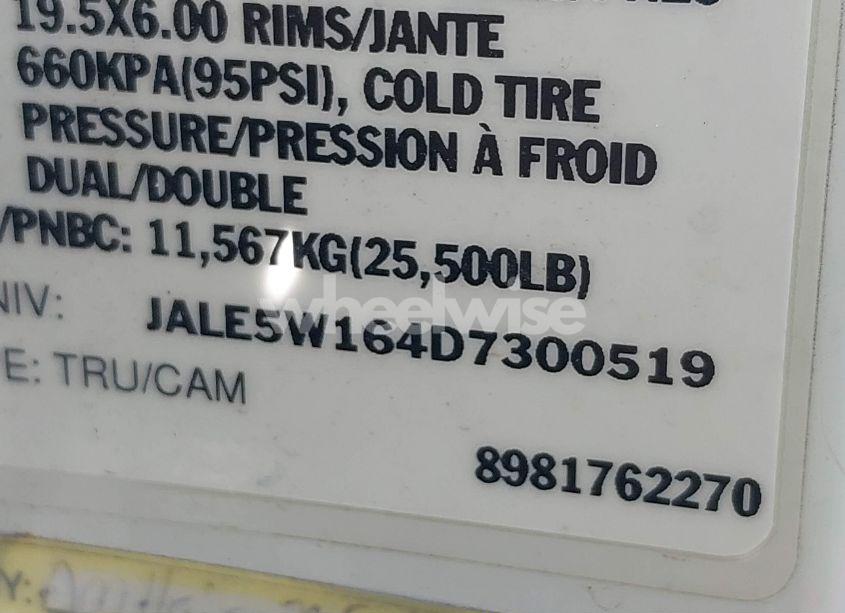 19.5X6.00 RIMS/JANTE
660KPA(95PSI), COLD TIRE
PRESSURE/PRESSION À FROID
DUAL/DOUBLE
/PNBC: 11,567KG(25,500LB)
NIV: JALE5W164D7300519
wheelwise
E: TRU/CAM
8981762270
Y: